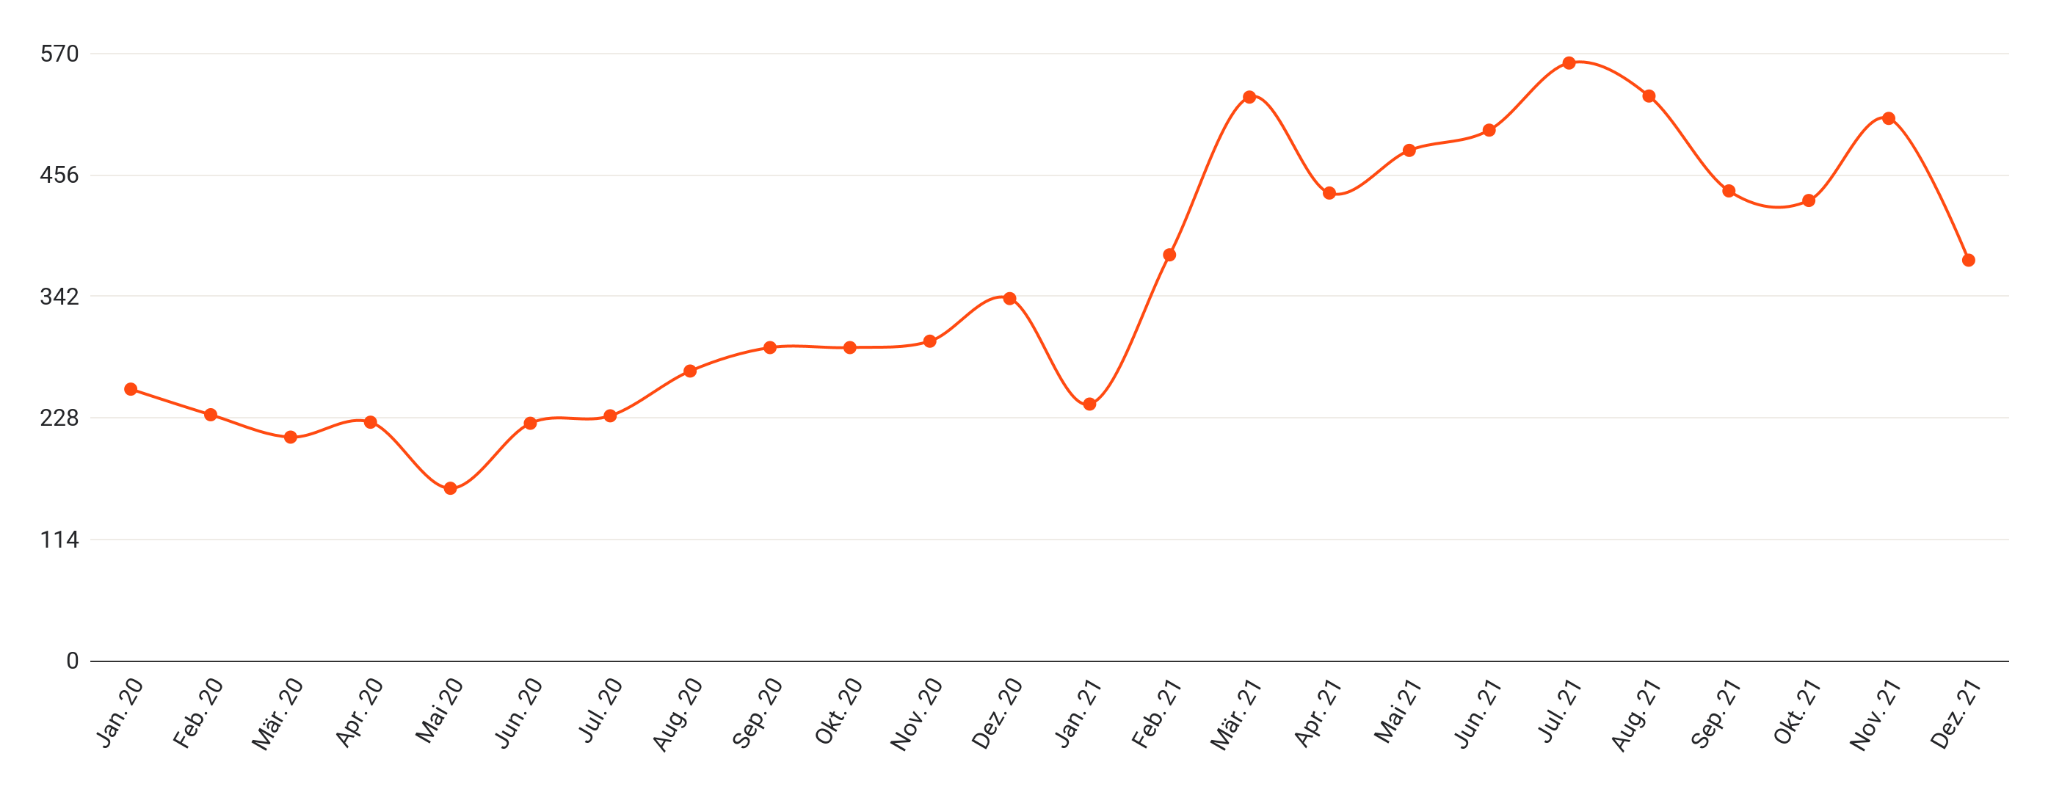 570
456
342
228
114
0
Jan. 20
Feb. 20
Mär. 20
Apr. 20
Mai 20
Jun. 20
Jul. 20
Aug. 20
Sep. 20
Okt. 20
Nov. 20
Dez. 20
Jan. 21
Feb. 21
Mär. 21
Apr. 21
Mai 21
Jun. 21
Jul. 21
Aug. 21
Sep. 21
Okt. 21
Nov. 21
Dez. 21